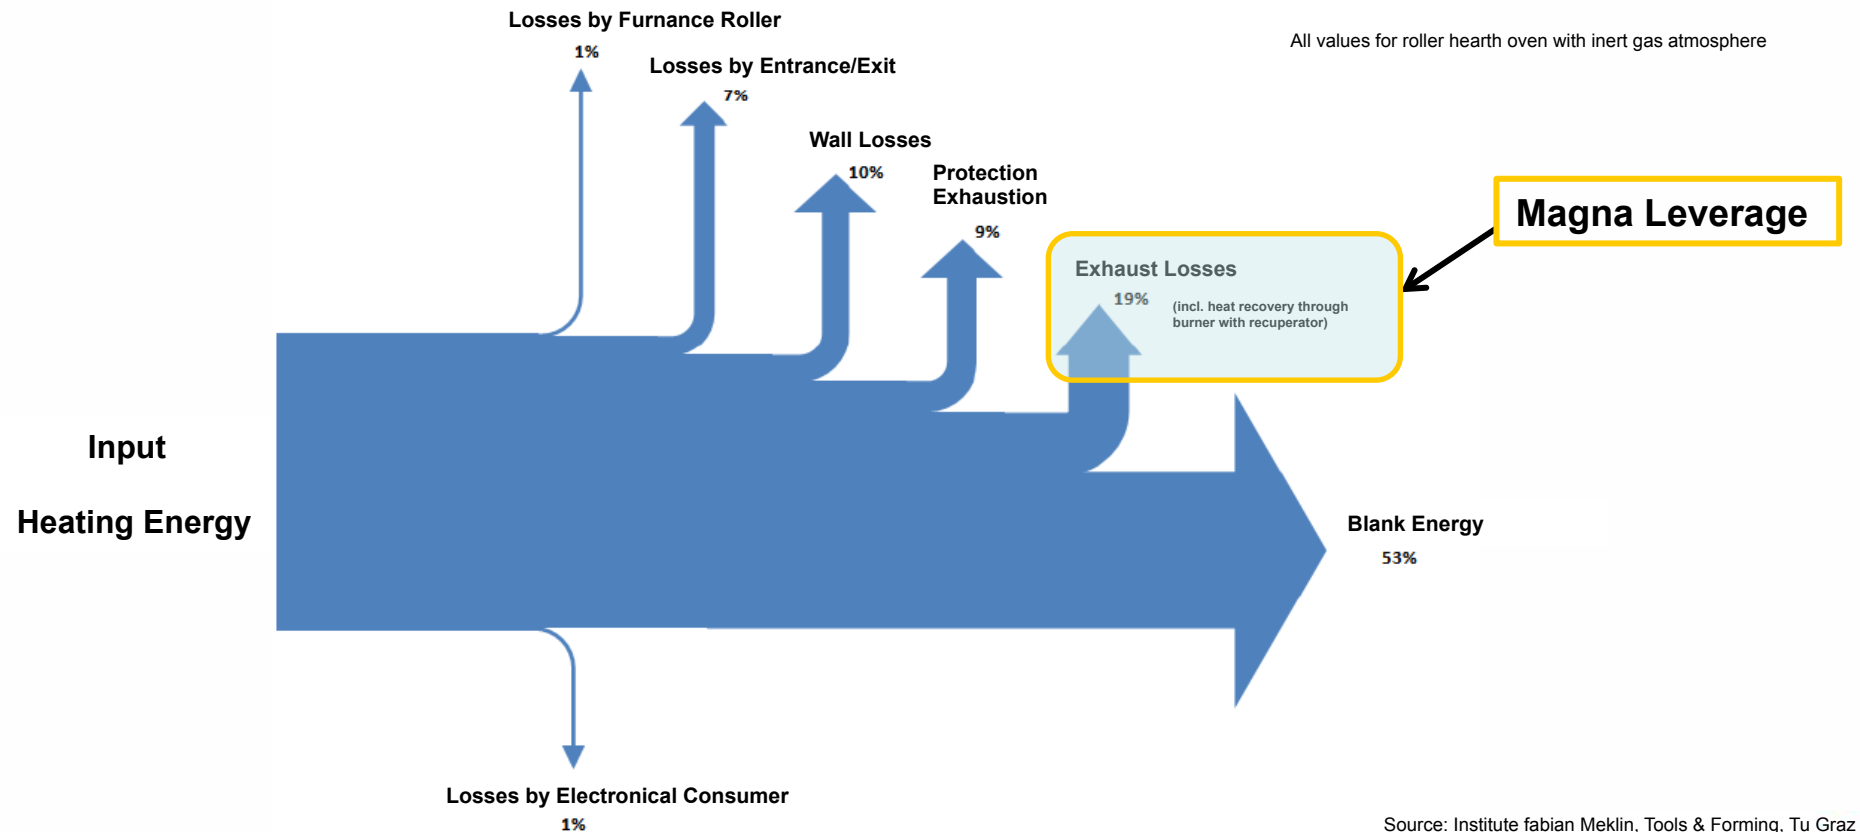 Losses by Furnance Roller
1%
All values for roller hearth oven with inert gas atmosphere
Losses by Entrance/Exit
7%
Wall Losses
10%
Protection
Exhaustion
9%
Magna Leverage
Exhaust Losses
19%
(incl. heat recovery through
burner with recuperator)
Input
Heating Energy
Blank Energy
53%
Losses by Electronical Consumer
1%
Source: Institute fabian Meklin, Tools & Forming, Tu Graz